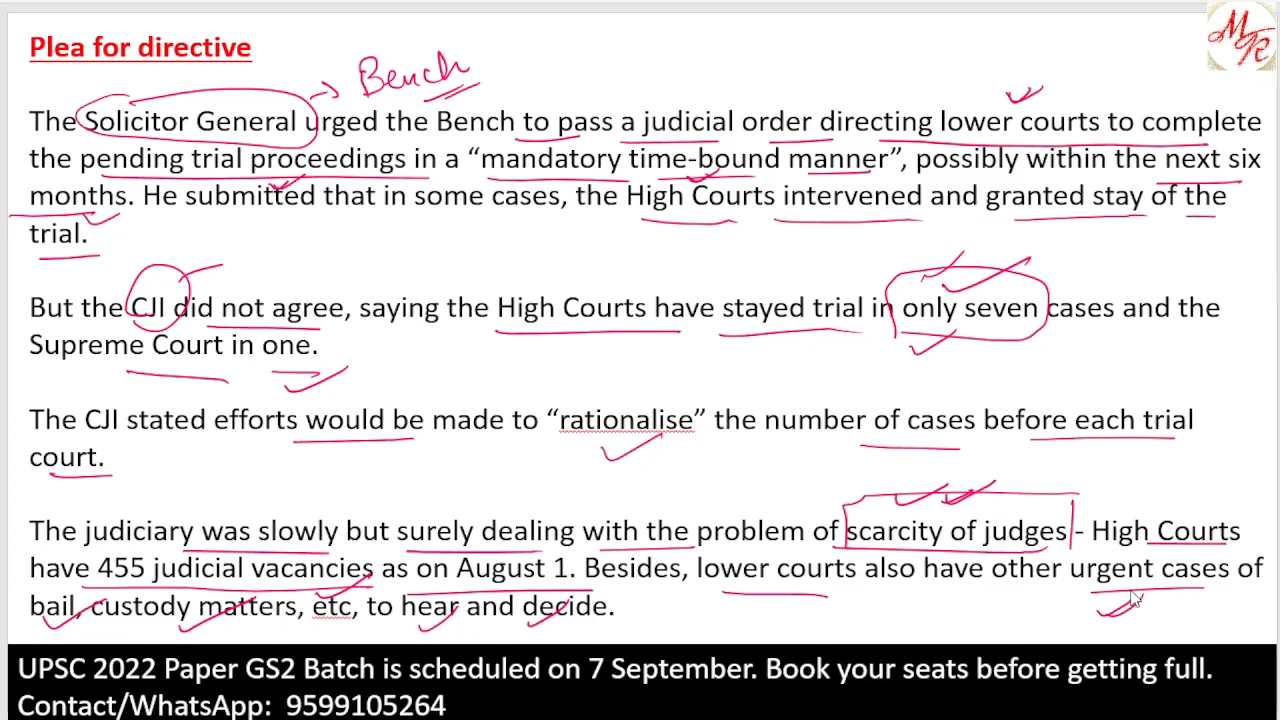 Plea for directive
MR
Bench
The Solicitor General urged the Bench to pass a judicial order directing lower courts to complete
the pending trial proceedings in a “mandatory time-bound manner”, possibly within the next six
months. He submitted that in some cases, the High Courts intervened and granted stay of the
trial.
But the CJI did not agree, saying the High Courts have stayed trial in only seven cases and the
Supreme Court in one.
The CJI stated efforts would be made to “rationalise” the number of cases before each trial
court.
The judiciary was slowly but surely dealing with the problem of scarcity of judges - High Courts
have 455 judicial vacancies as on August 1. Besides, lower courts also have other urgent cases of
bail, custody matters, etc, to hear and decide.
UPSC 2022 Paper GS2 Batch is scheduled on 7 September. Book your seats before getting full.
Contact/WhatsApp: 9599105264